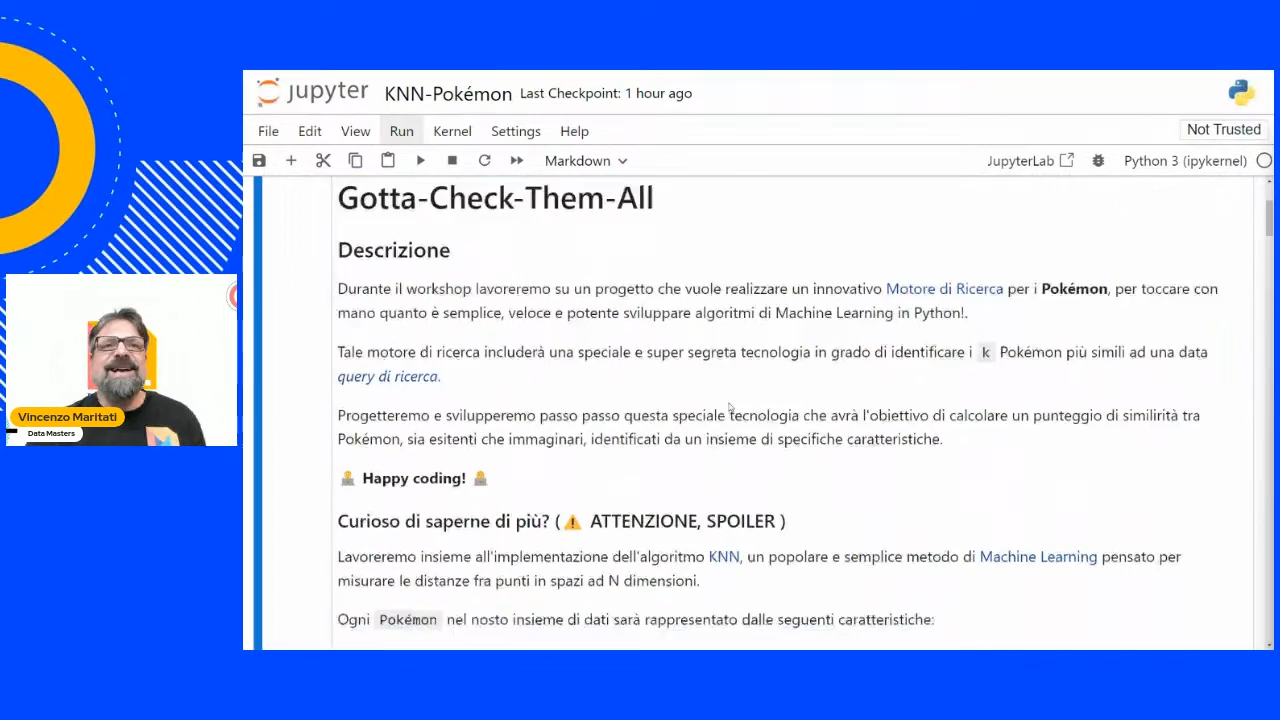 jupyter KNN-Pokémon Last Checkpoint: 1 hour ago
File Edit View Run Kernel Settings Help Not Trusted
Markdown JupyterLab Python 3 (ipykernel)
Gotta-Check-Them-All
Descrizione
Durante il workshop lavoreremo su un progetto che vuole realizzare un innovativo Motore di Ricerca per i Pokémon, per toccare con
mano quanto è semplice, veloce e potente sviluppare algoritmi di Machine Learning in Python!.
Tale motore di ricerca includerà una speciale e super segreta tecnologia in grado di identificare i k Pokémon più simili ad una data
query di ricerca.
Progetteremo e svilupperemo passo passo questa speciale tecnologia che avrà l'obiettivo di calcolare un punteggio di similirità tra
Pokémon, sia esitenti che immaginari, identificati da un insieme di specifiche caratteristiche.
Happy coding!
Curioso di saperne di più? ( ⚠️ ATTENZIONE, SPOILER )
Lavoreremo insieme all'implementazione dell'algoritmo KNN, un popolare e semplice metodo di Machine Learning pensato per
misurare le distanze fra punti in spazi ad N dimensioni.
Ogni Pokémon nel nosto insieme di dati sarà rappresentato dalle seguenti caratteristiche:
Vincenzo Maritati
Data Masters